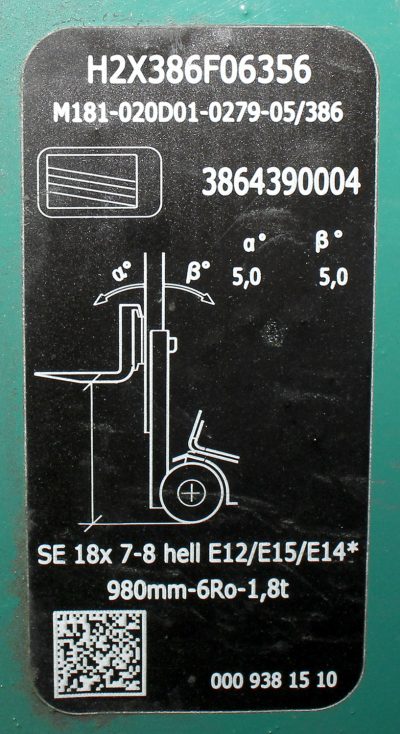 H2X386F06356
M181-020D01-0279-05/386
3864390004
α° β°
α° β° 5,0 5,0
SE 18x 7-8 hell E12/E15/E14*
980mm-6Ro-1,8t
000 938 15 10